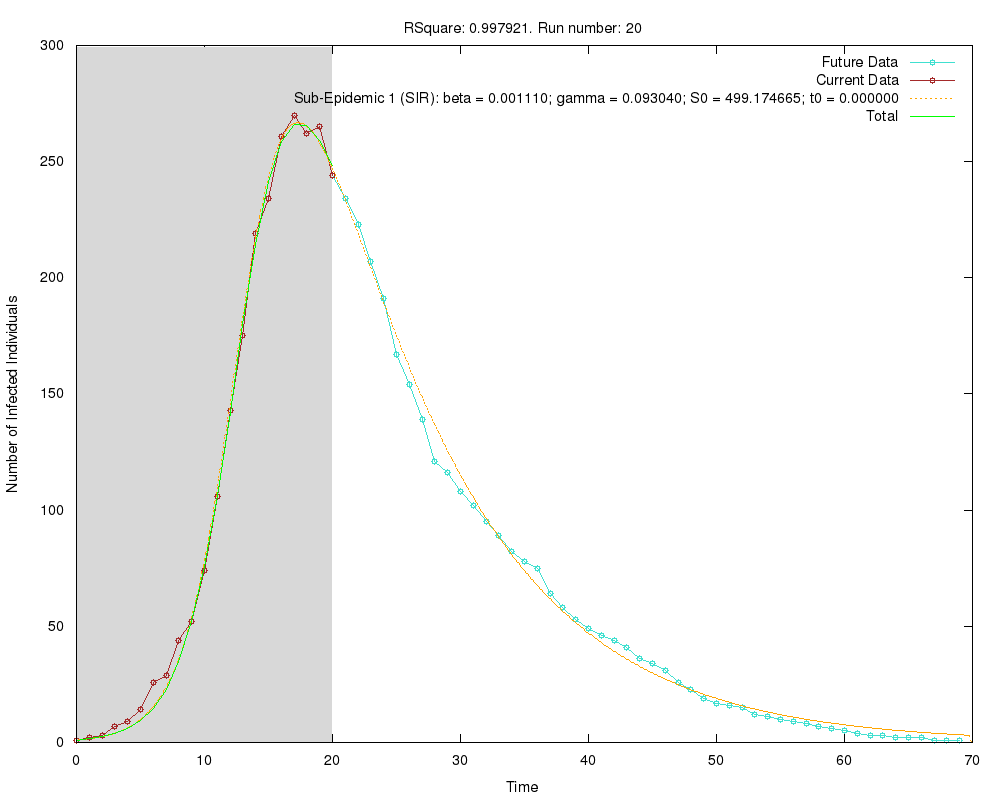 RSquare: 0.997921. Run number: 20
300
250
200
150
100
50
0
Number of Infected Individuals
Future Data
Current Data
Sub-Epidemic 1 (SIR): beta = 0.001110; gamma = 0.093040; S0 = 499.174665; t0 = 0.000000
Total
0 10 20 30 40 50 60 70
Time